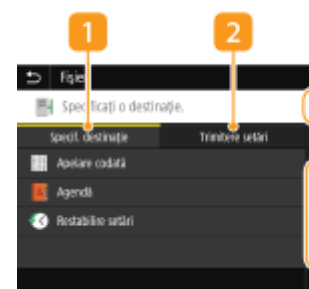 1 2
Fișier
Specificați o destinație.
Specif. destinație Trimitere setări
Apelare codată
Agendă
Restabilire setări